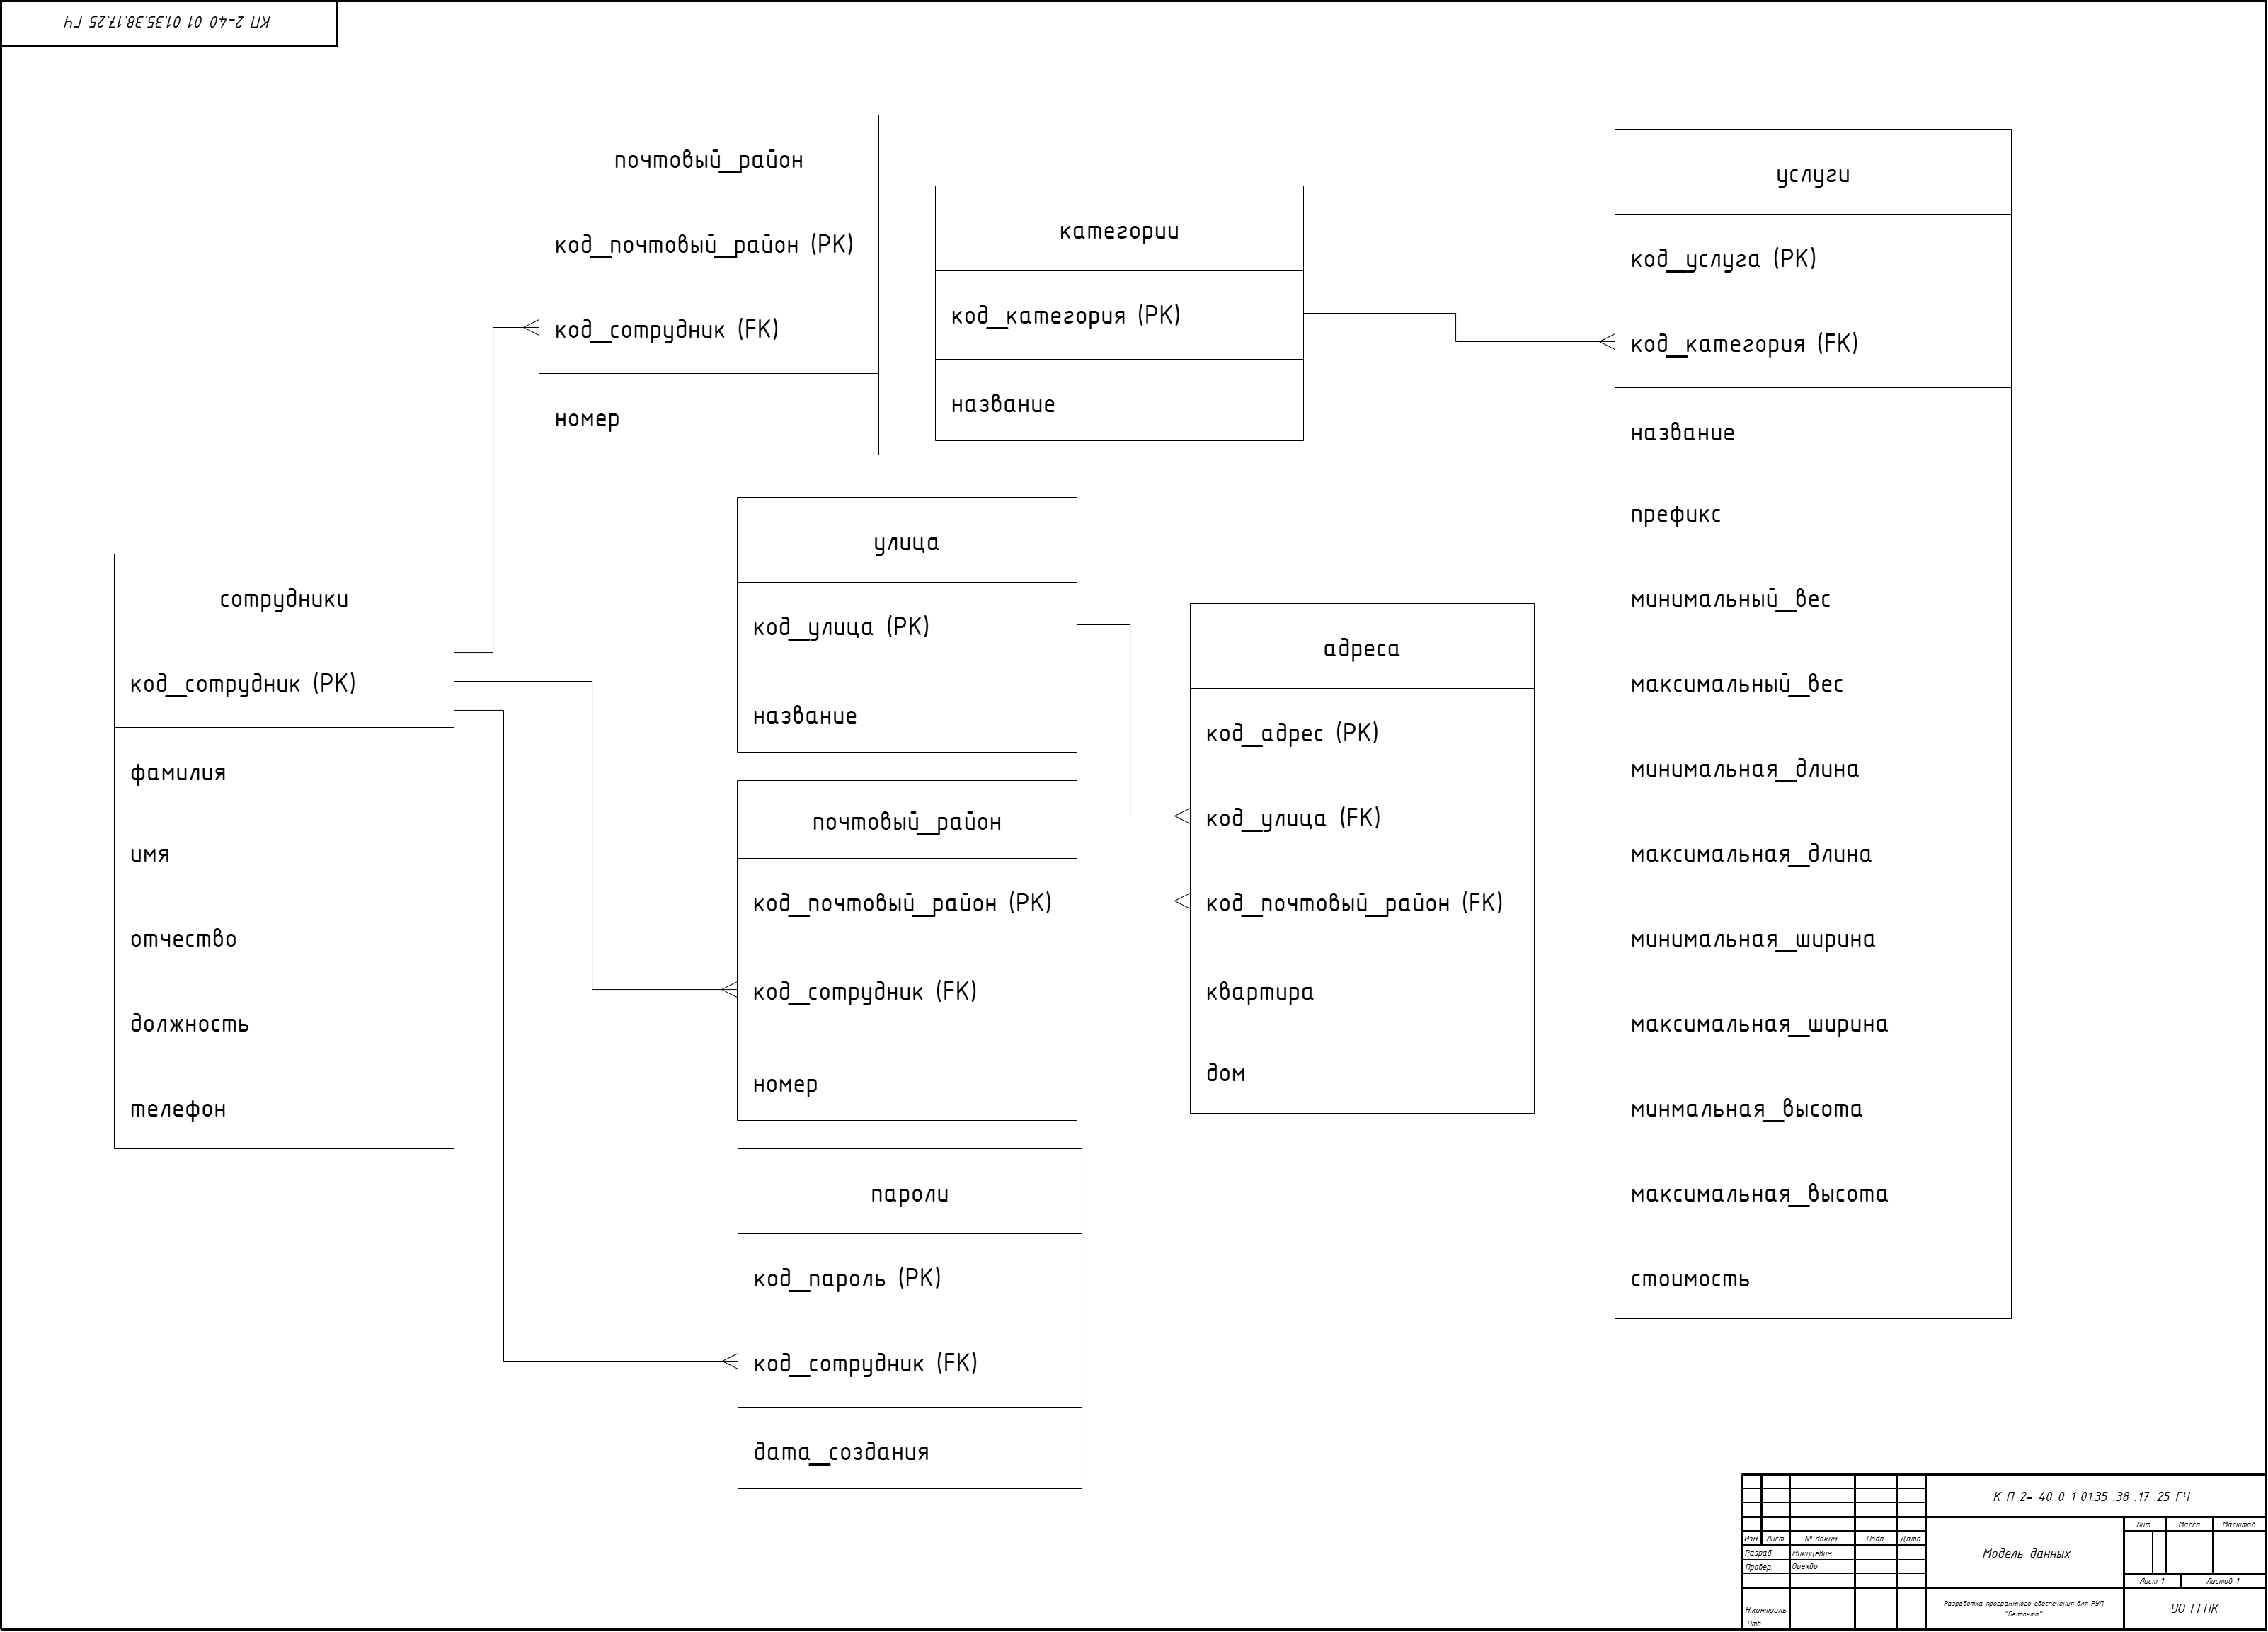 КП 2-40 01 01.35.38.17.25 ГЧ
почтовый_район
код_почтовый_район (PK)
код_сотрудник (FK)
номер
категории
код_категория (PK)
название
услуги
код_услуга (PK)
код_категория (FK)
название
префикс
минимальный_вес
максимальный_вес
минимальная_длина
максимальная_длина
минимальная_ширина
максимальная_ширина
минмальная_высота
максимальная_высота
стоимость
сотрудники
код_сотрудник (PK)
фамилия
имя
отчество
должность
телефон
улица
код_улица (PK)
название
почтовый_район
код_почтовый_район (PK)
код_сотрудник (FK)
номер
адреса
код_адрес (PK)
код_улица (FK)
код_почтовый_район (FK)
квартира
дом
пароли
код_пароль (PK)
код_сотрудник (FK)
дата_создания
К П 2- 40 0 1 01.35 .38 .17 .25 ГЧ
Изм. Лист № докум. Подп. Дата
Разраб. Микуцевич
Провер. Орехво
Н.контроль
Утв.
Модель данных
Лит. Масса Масштаб
Лист 1 Листов 1
Разработка программного обеспечения для РУП
"Белпочта"
УО ГГПК